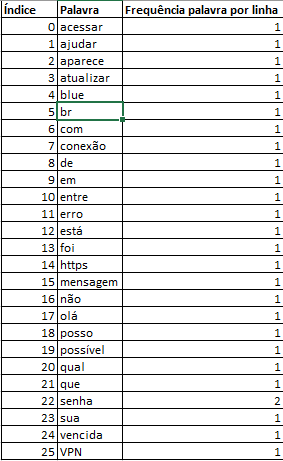 Índice Palavra Frequência palavra por linha
0 acessar 1
1 ajudar 1
2 aparece 1
3 atualizar 1
4 blue 1
5 br 1
6 com 1
7 conexão 1
8 de 1
9 em 1
10 entre 1
11 erro 1
12 está 1
13 foi 1
14 https 1
15 mensagem 1
16 não 1
17 olá 1
18 posso 1
19 possível 1
20 qual 1
21 que 1
22 senha 2
23 sua 1
24 vencida 1
25 VPN 1